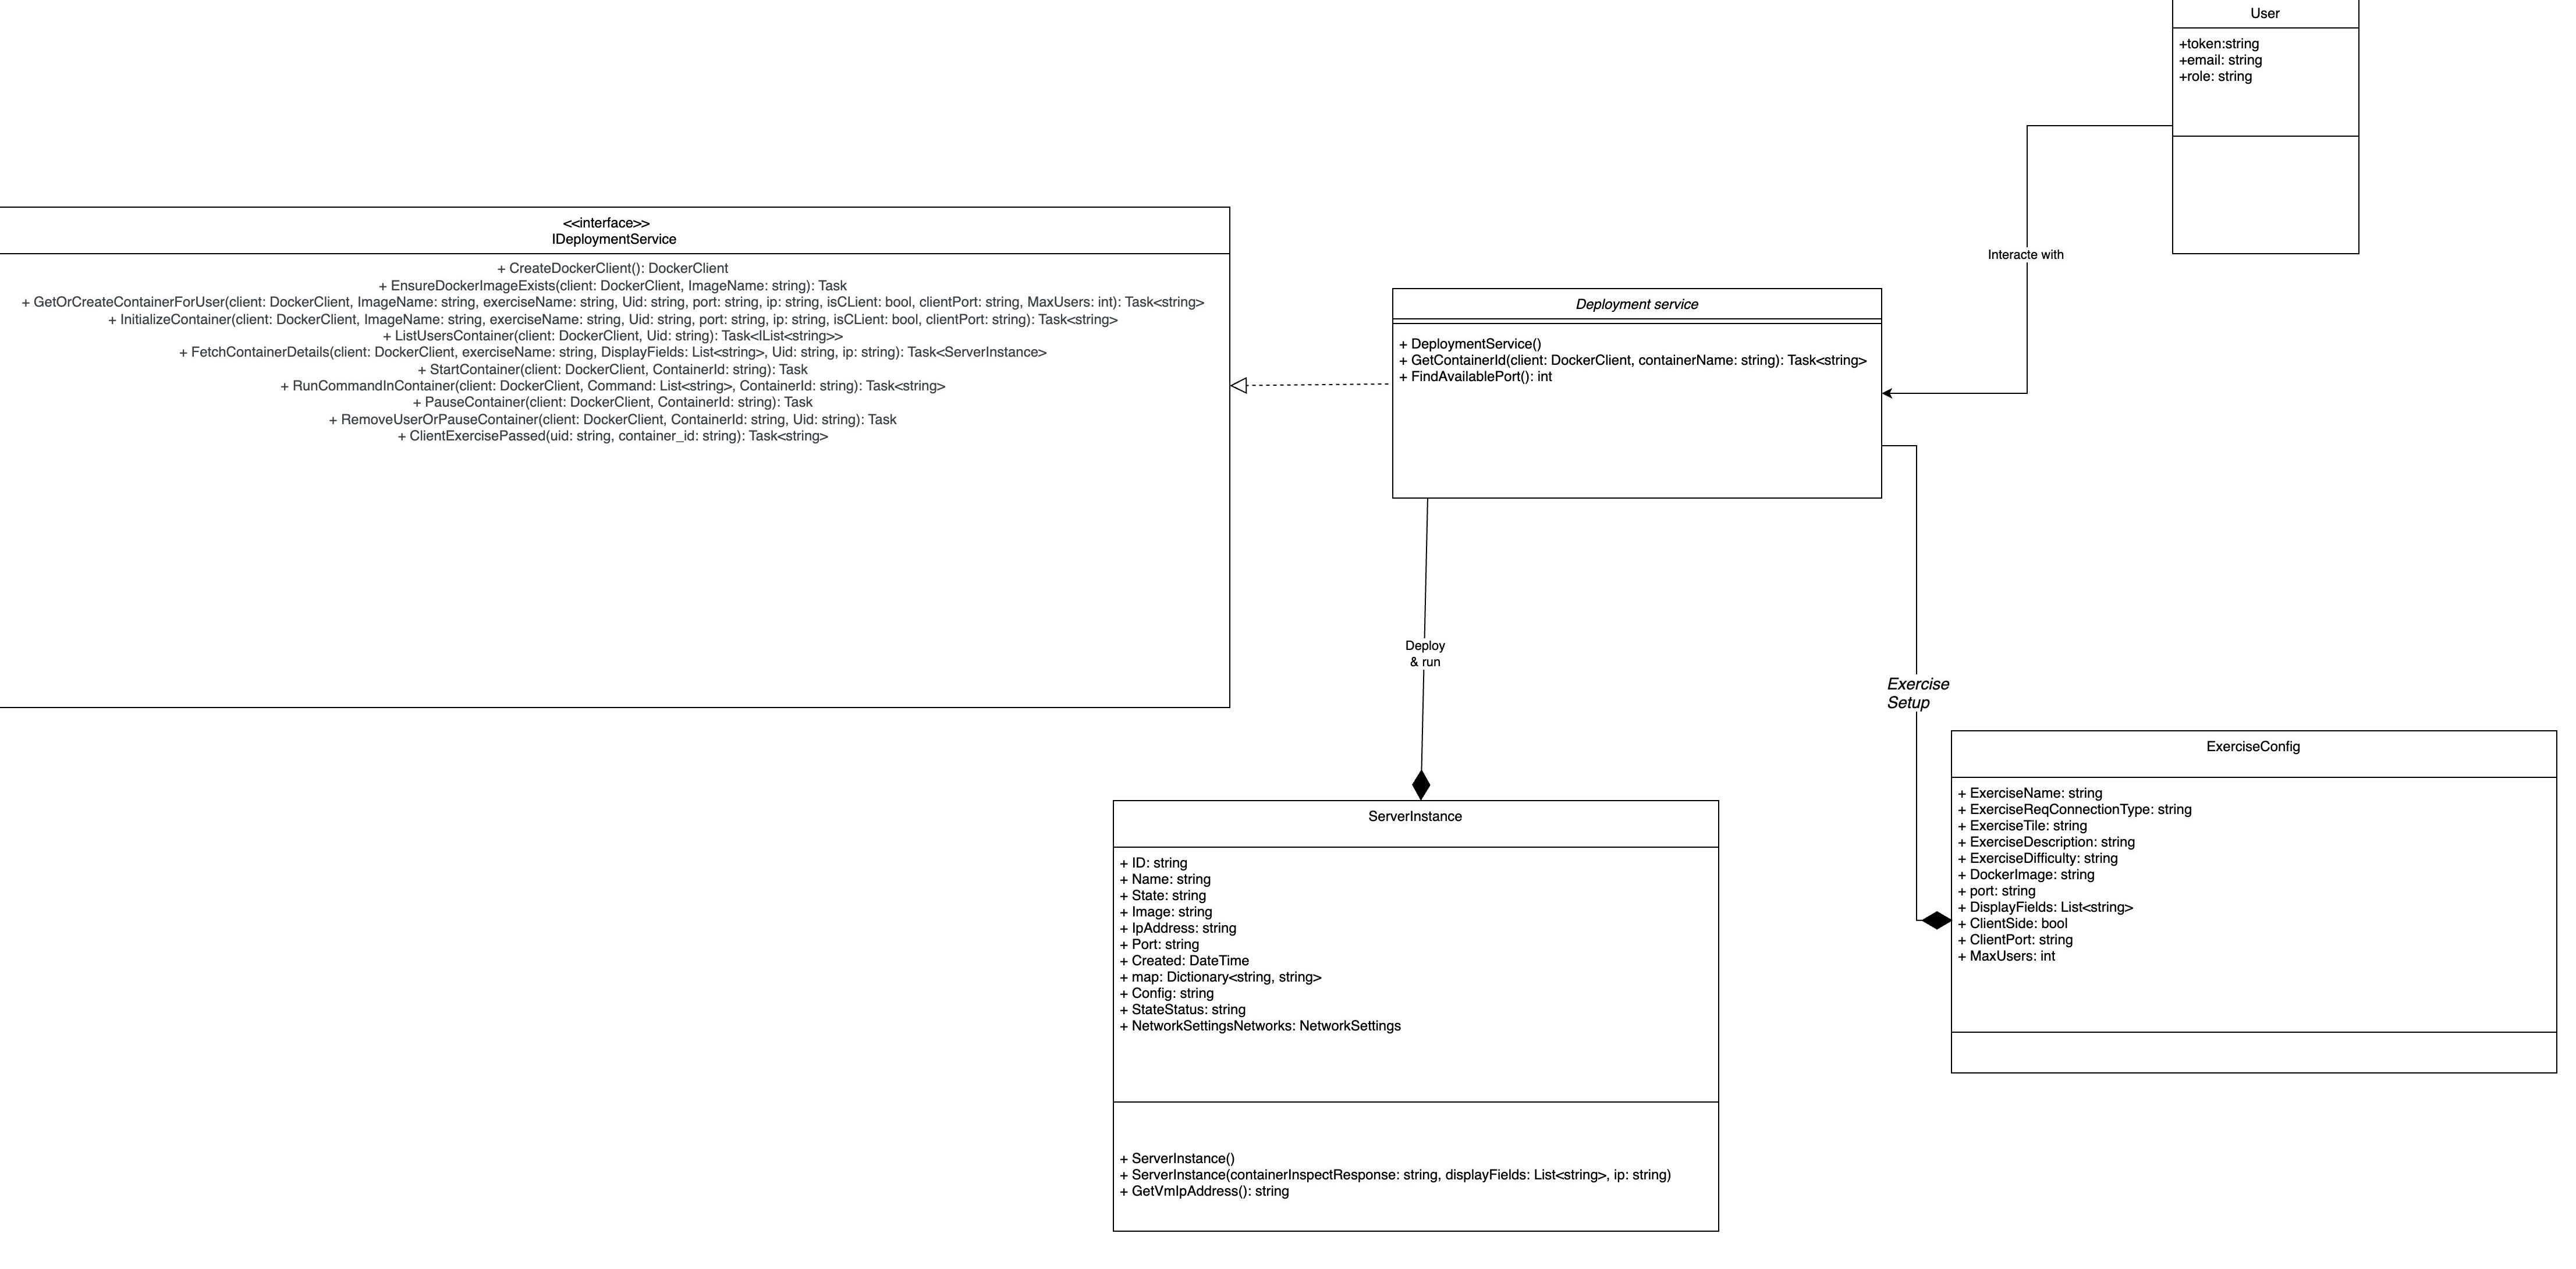 User
+token:string
+email: string
+role: string
Interacte with
<<interface>>
IDeploymentService
+ CreateDockerClient(): DockerClient
+ EnsureDockerImageExists(client: DockerClient, ImageName: string): Task
+ GetOrCreateContainerForUser(client: DockerClient, ImageName: string, exerciseName: string, Uid: string, port: string, ip: string, isCLient: bool, clientPort: string, MaxUsers: int): Task<string>
+ InitializeContainer(client: DockerClient, ImageName: string, exerciseName: string, Uid: string, port: string, ip: string, isCLient: bool, clientPort: string): Task<string>
+ ListUsersContainer(client: DockerClient, Uid: string): Task<IList<string>>
+ FetchContainerDetails(client: DockerClient, exerciseName: string, DisplayFields: List<string>, Uid: string, ip: string): Task<ServerInstance>
+ StartContainer(client: DockerClient, ContainerId: string): Task
+ RunCommandInContainer(client: DockerClient, Command: List<string>, ContainerId: string): Task<string>
+ PauseContainer(client: DockerClient, ContainerId: string): Task
+ RemoveUserOrPauseContainer(client: DockerClient, ContainerId: string, Uid: string): Task
+ ClientExercisePassed(uid: string, container_id: string): Task<string>
Deployment service
+ DeploymentService()
+ GetContainerId(client: DockerClient, containerName: string): Task<string>
+ FindAvailablePort(): int
Deploy
& run
Exercise
Setup
ServerInstance
+ ID: string
+ Name: string
+ State: string
+ Image: string
+ IpAddress: string
+ Port: string
+ Created: DateTime
+ map: Dictionary<string, string>
+ Config: string
+ StateStatus: string
+ NetworkSettingsNetworks: NetworkSettings
+ ServerInstance()
+ ServerInstance(containerInspectResponse: string, displayFields: List<string>, ip: string)
+ GetVmIpAddress(): string
ExerciseConfig
+ ExerciseName: string
+ ExerciseReqConnectionType: string
+ ExerciseTile: string
+ ExerciseDescription: string
+ ExerciseDifficulty: string
+ DockerImage: string
+ port: string
+ DisplayFields: List<string>
+ ClientSide: bool
+ ClientPort: string
+ MaxUsers: int